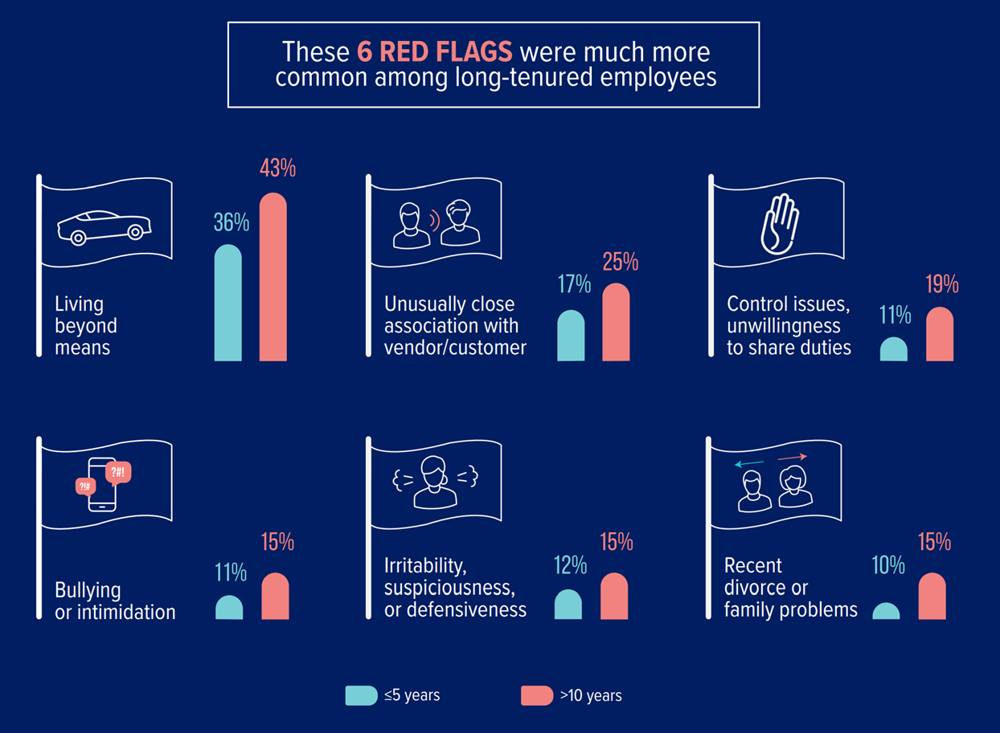 These 6 RED FLAGS were much more
common among long-tenured employees
36%
43%
Living
beyond
means
17%
25%
Unusually close
association with
vendor/customer
11%
19%
Control issues,
unwillingness
to share duties
?!#
?#!
11%
15%
Bullying
or intimidation
12%
15%
Irritability,
suspiciousness,
or defensiveness
10%
15%
Recent
divorce or
family problems
≤5 years
>10 years